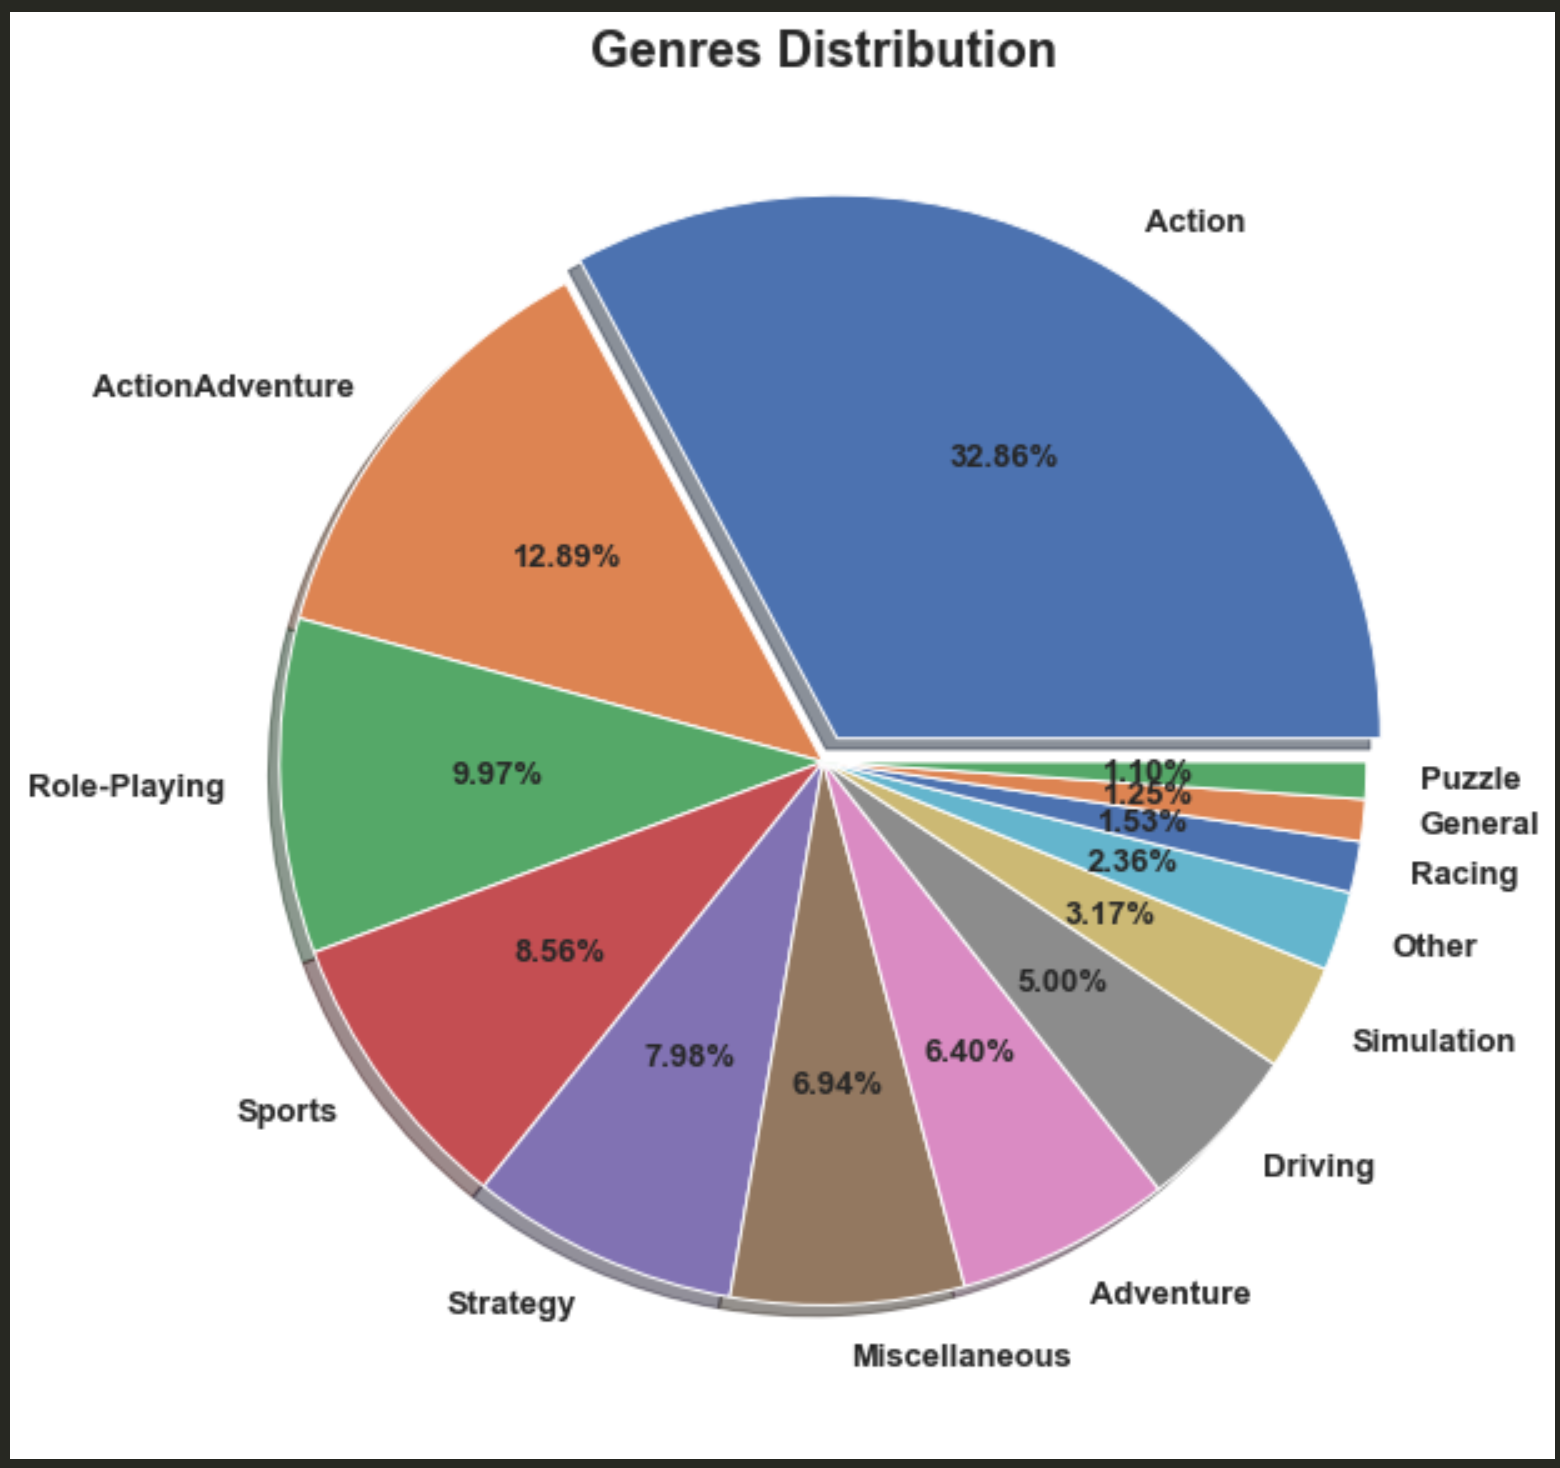 Genres Distribution
Action
32.86%
ActionAdventure
12.89%
Role-Playing
9.97%
Sports
8.56%
Strategy
7.98%
Miscellaneous
6.94%
Adventure
6.40%
Driving
5.00%
Simulation
3.17%
Other
2.36%
Racing
1.53%
General
1.25%
Puzzle
1.10%